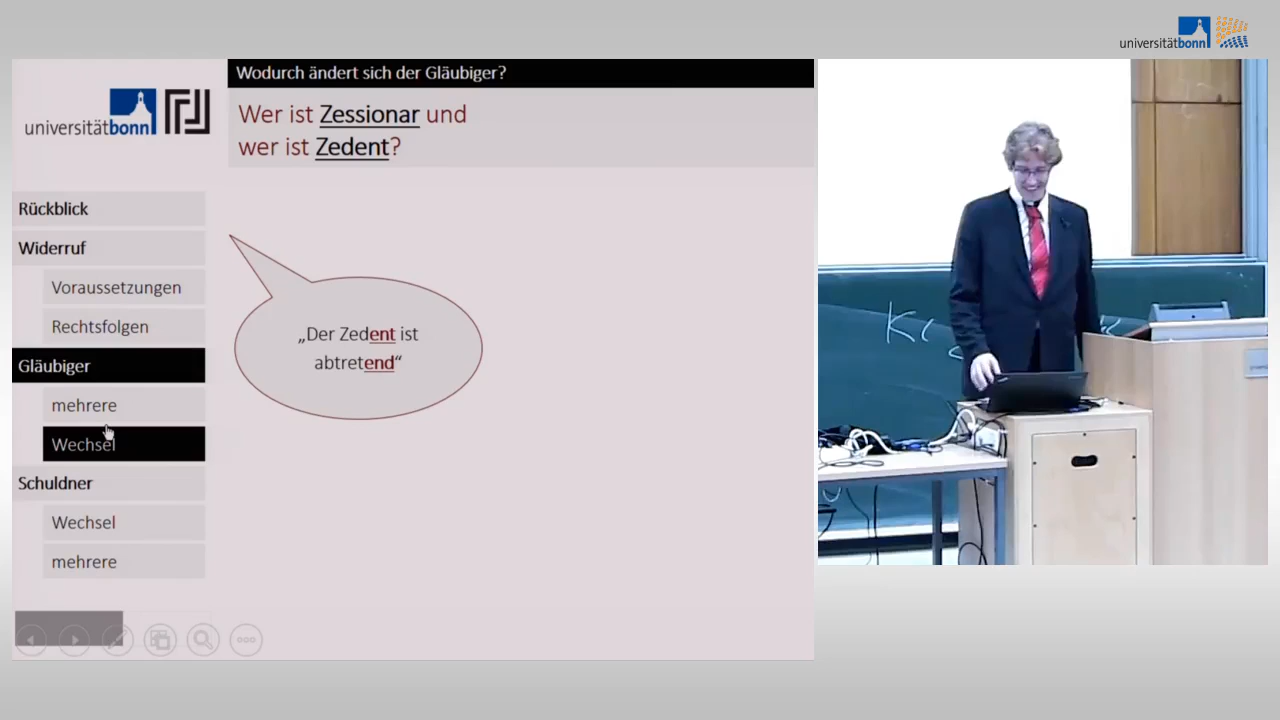 universitätbonn
Wodurch ändert sich der Gläubiger?
universitätbonn
Wer ist Zessionar und
wer ist Zedent?
Rückblick
Widerruf
Voraussetzungen
Rechtsfolgen
Gläubiger
mehrere
Wechsel
Schuldner
Wechsel
mehrere
„Der Zedent ist
abtretend“